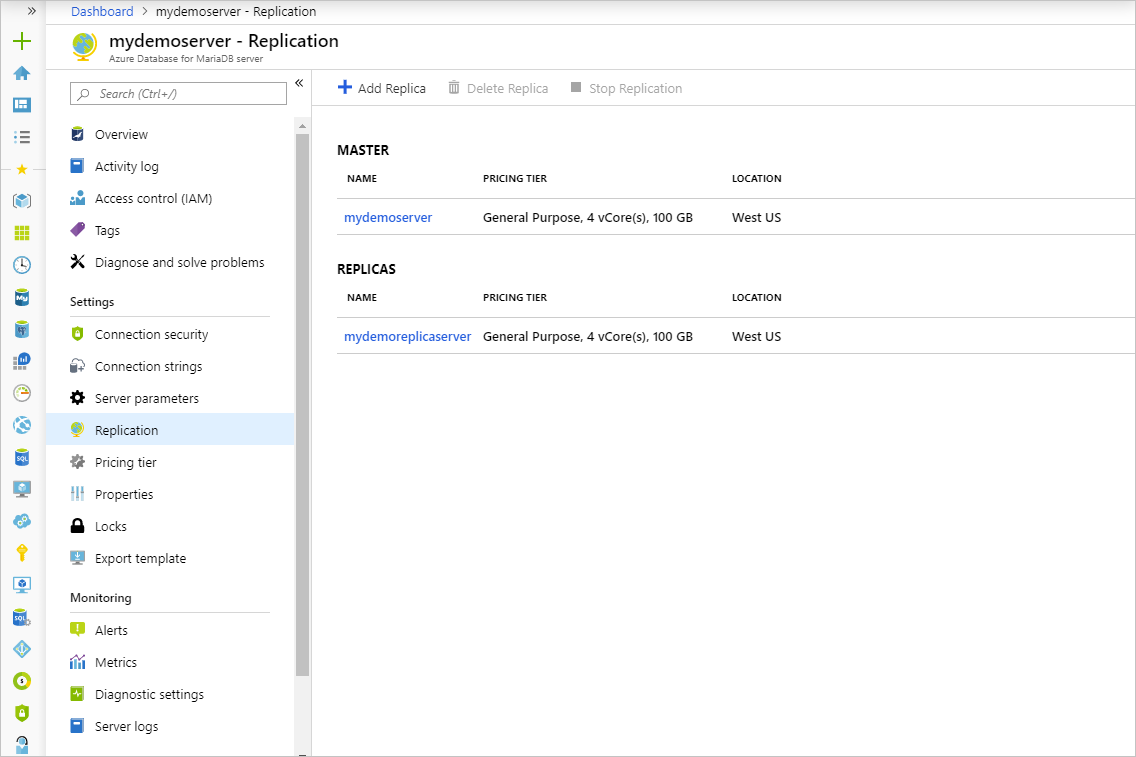 Dashboard > mydemoserver - Replication
mydemoserver - Replication
Azure Database for MariaDB server
Search (Ctrl+/)
Overview
Activity log
Access control (IAM)
Tags
Diagnose and solve problems
Settings
Connection security
Connection strings
Server parameters
Replication
Pricing tier
Properties
Locks
Export template
Monitoring
Alerts
Metrics
Diagnostic settings
Server logs
Add Replica Delete Replica Stop Replication
MASTER
NAME PRICING TIER LOCATION
mydemoserver General Purpose, 4 vCore(s), 100 GB West US
REPLICAS
NAME PRICING TIER LOCATION
mydemoreplicaserver General Purpose, 4 vCore(s), 100 GB West US
My
SQL
SQL